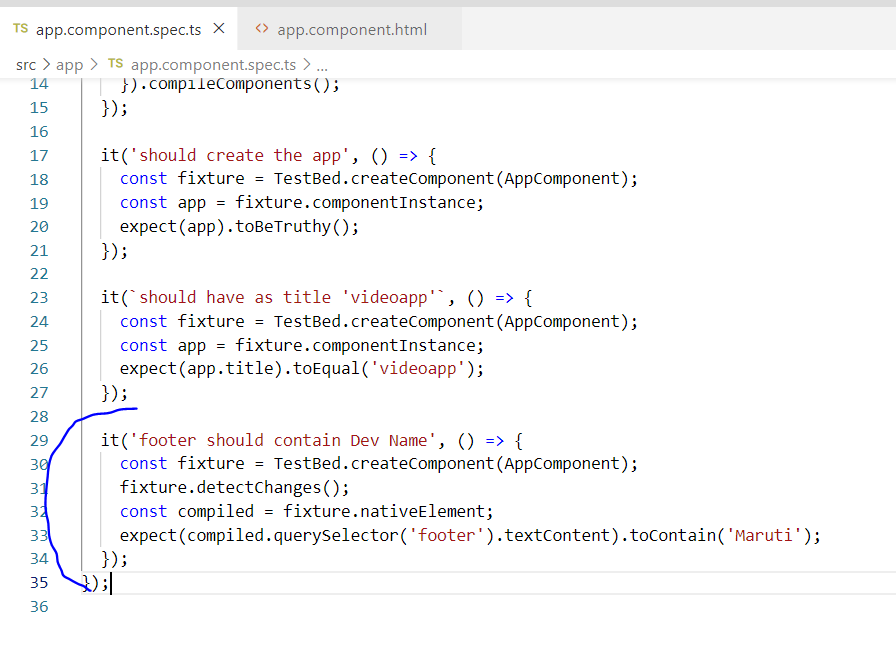 TS app.component.spec.ts × <> app.component.html
src > app > TS app.component.spec.ts > ...
14 }).compileComponents();
15 });
16
17 it('should create the app', () => {
18 const fixture = TestBed.createComponent(AppComponent);
19 const app = fixture.componentInstance;
20 expect(app).toBeTruthy();
21 });
22
23 it(`should have as title 'videoapp'`, () => {
24 const fixture = TestBed.createComponent(AppComponent);
25 const app = fixture.componentInstance;
26 expect(app.title).toEqual('videoapp');
27 });
28
29 it('footer should contain Dev Name', () => {
30 const fixture = TestBed.createComponent(AppComponent);
31 fixture.detectChanges();
32 const compiled = fixture.nativeElement;
33 expect(compiled.querySelector('footer').textContent).toContain('Maruti');
34 });
35 });
36